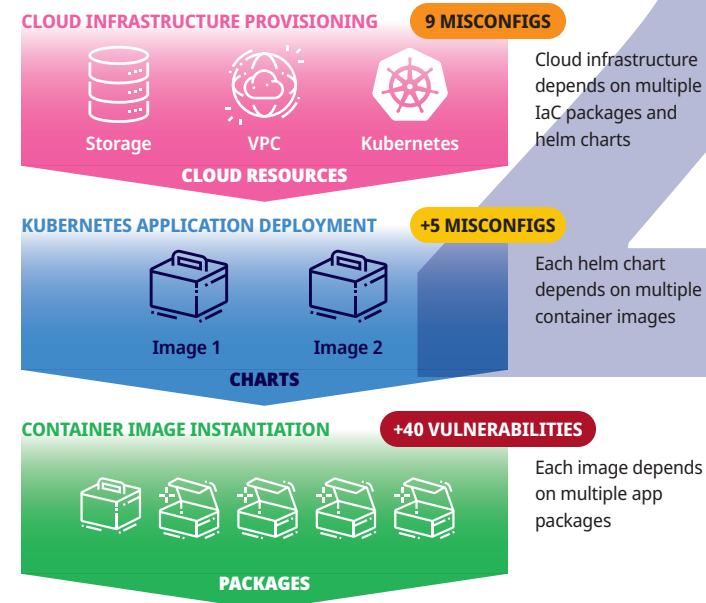 CLOUD INFRASTRUCTURE PROVISIONING
9 MISCONFIGS
Cloud infrastructure
depends on multiple
IaC packages and
helm charts
Storage
VPC
Kubernetes
CLOUD RESOURCES
KUBERNETES APPLICATION DEPLOYMENT
+5 MISCONFIGS
Each helm chart
depends on multiple
container images
Image 1
Image 2
CHARTS
CONTAINER IMAGE INSTANTIATION
+40 VULNERABILITIES
Each image depends
on multiple app
packages
PACKAGES